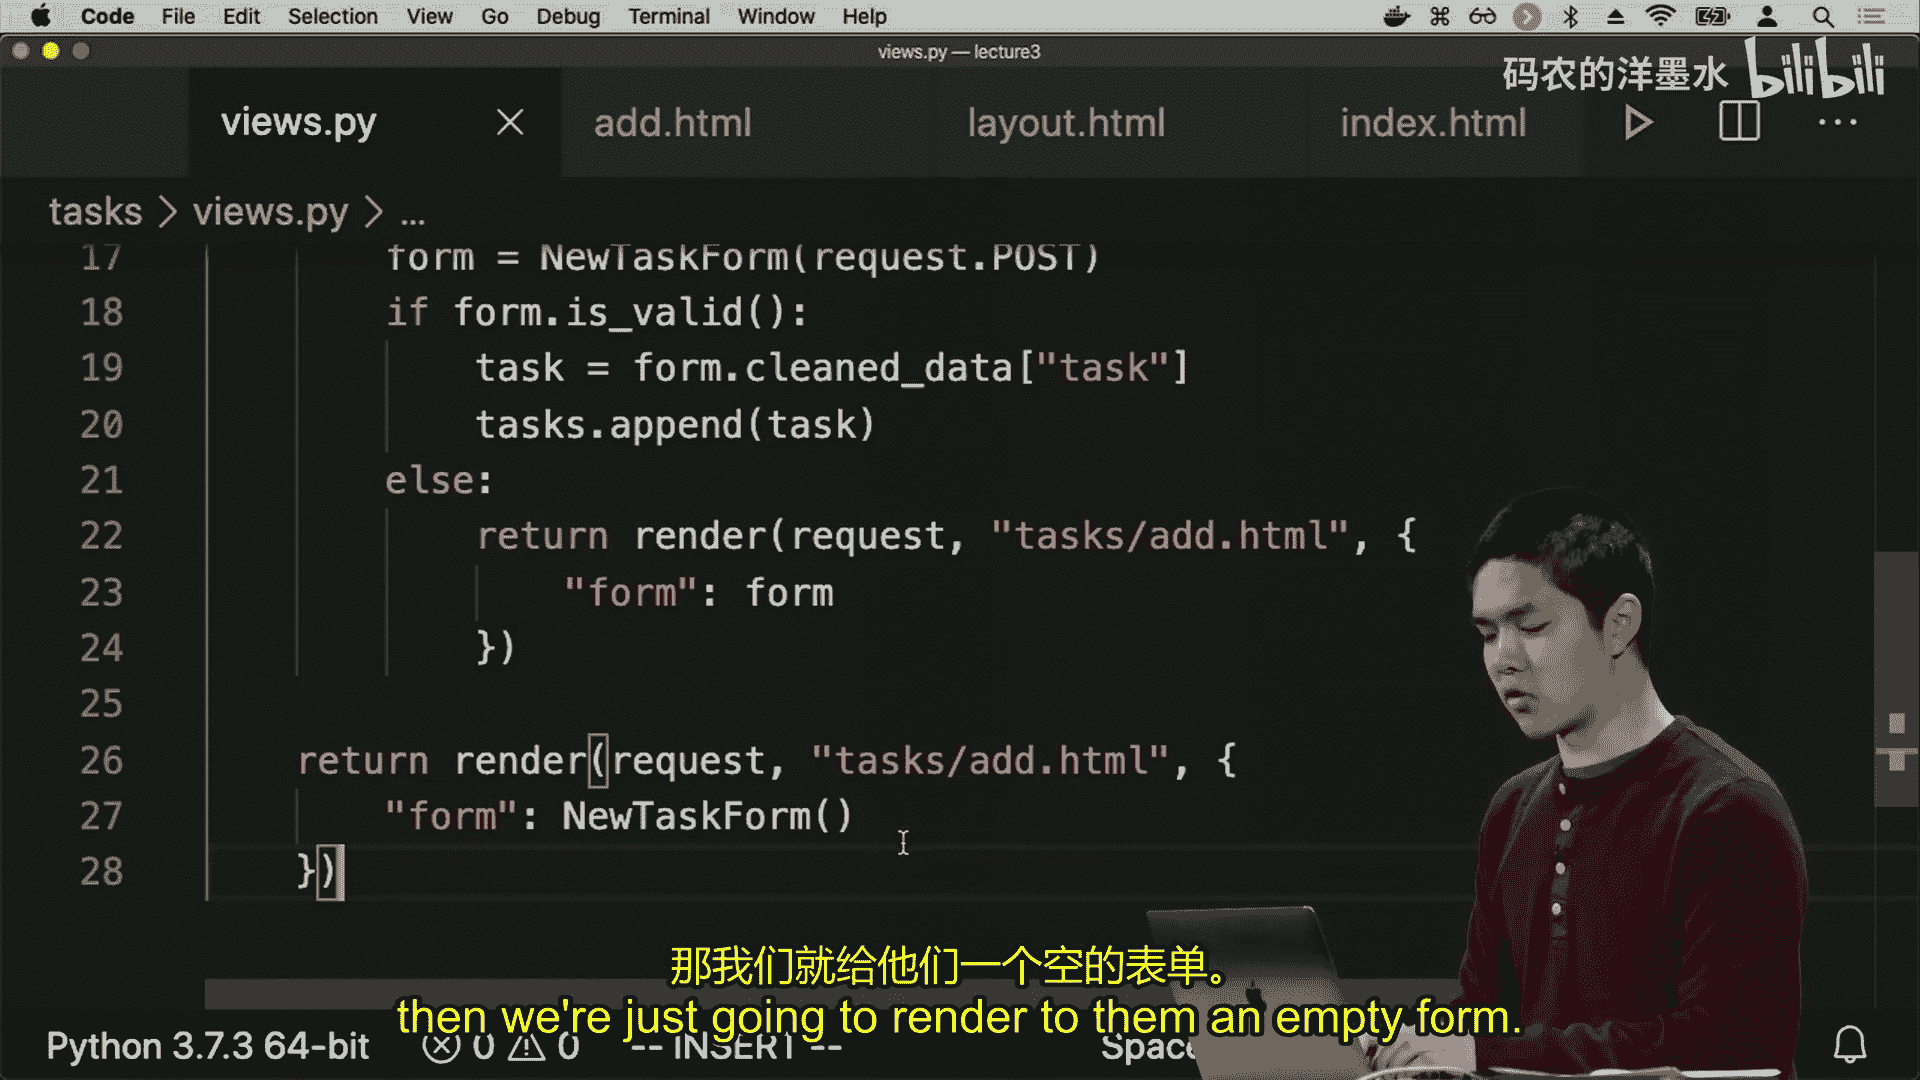 Code File Edit Selection View Go Debug Terminal Window Help
views.py — lecture3
码农的洋墨水 bilibili
views.py add.html layout.html index.html
tasks > views.py > ...
17 form = NewTaskForm(request.POST)
18 if form.is_valid():
19 task = form.cleaned_data["task"]
20 tasks.append(task)
21 else:
22 return render(request, "tasks/add.html", {
23 "form": form
24 })
25
26 return render(request, "tasks/add.html", {
27 "form": NewTaskForm()
28 })
那我们就给他们一个空的表单。
then we're just going to render to them an empty form.
Python 3.7.3 64-bit 0 0 -- INSERT --